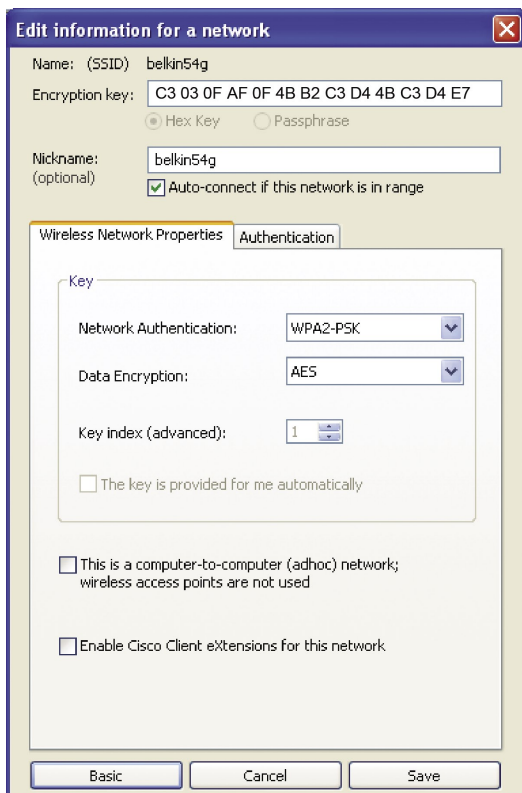 Edit information for a network
Name: (SSID) belkin54g
Encryption key: C3 03 0F AF 0F 4B B2 C3 D4 4B C3 D4 E7
Hex Key Passphrase
Nickname: belkin54g
(optional)
Auto-connect if this network is in range
Wireless Network Properties Authentication
Key
Network Authentication: WPA2-PSK
Data Encryption: AES
Key index (advanced): 1
The key is provided for me automatically
This is a computer-to-computer (adhoc) network;
wireless access points are not used
Enable Cisco Client eXtensions for this network
Basic Cancel Save